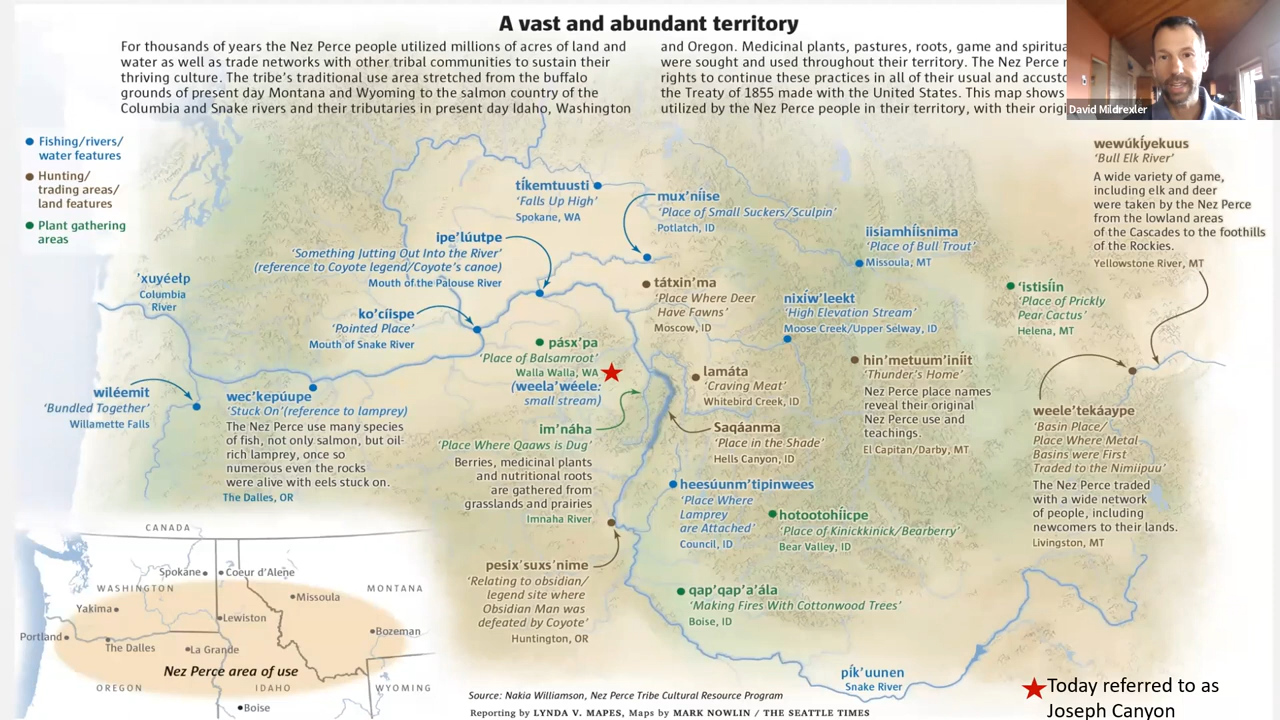 A vast and abundant territory
For thousands of years the Nez Perce people utilized millions of acres of land and
water as well as trade networks with other tribal communities to sustain their
thriving culture. The tribe's traditional use area stretched from the buffalo
grounds of present day Montana and Wyoming to the salmon country of the
Columbia and Snake rivers and their tributaries in present day Idaho, Washington
and Oregon. Medicinal plants, pastures, roots, game and spiritua
were sought and used throughout their territory. The Nez Perce r
rights to continue these practices in all of their usual and accusto
the Treaty of 1855 made with the United States. This map shows
utilized by the Nez Perce people in their territory, with their origi
David Mildrexler
Fishing/rivers/
water features
Hunting/
trading areas/
land features
Plant gathering
areas
tíkemtuusti
'Falls Up High'
Spokane, WA
mux'níise
'Place of Small Suckers/Sculpin'
Potlatch, ID
ipe'lúutpe
'Something Jutting Out Into the River'
(reference to Coyote legend/Coyote's canoe)
Mouth of the Palouse River
iisiamhíisnima
'Place of Bull Trout'
Missoula, MT
wewúkíyekuus
'Bull Elk River'
A wide variety of game,
including elk and deer
were taken by the Nez Perce
from the lowland areas
of the Cascades to the foothills
of the Rockies.
Yellowstone River, MT
'xuyéełp
Columbia
River
ko'cíispe
'Pointed Place'
Mouth of Snake River
tátxin'ma
'Place Where Deer
Have Fawns'
Moscow, ID
nixíw'leekt
'High Elevation Stream'
Moose Creek/Upper Selway, ID
'istisíin
'Place of Prickly
Pear Cactus'
Helena, MT
pásx'pa
'Place of Balsamroot'
Walla Walla, WA
(weela'wéele:
small stream)
lamáta
'Craving Meat'
Whitebird Creek, ID
hin'metuum'iniit
'Thunder's Home'
Nez Perce place names
reveal their original
Nez Perce use and
teachings.
El Capitan/Darby, MT
wiléemit
'Bundled Together'
Willamette Falls
wec'kepúupe
'Stuck On'(reference to lamprey)
The Nez Perce use many species
of fish, not only salmon, but oil-
rich lamprey, once so
numerous even the rocks
were alive with eels stuck on.
The Dalles, OR
im'náha
'Place Where Qaaws is Dug'
Berries, medicinal plants
and nutritional roots
are gathered from
grasslands and prairies
Imnaha River
Saqáanma
'Place in the Shade'
Hells Canyon, ID
weele'tekáaype
'Basin Place/
Place Where Metal
Basins were First
Traded to the Nimiipuu'
The Nez Perce traded
with a wide network
of people, including
newcomers to their lands.
Livingston, MT
heesúunm'tipinwees
'Place Where
Lamprey
are Attached'
Council, ID
hotootohíicpe
'Place of Kinickkinick/Bearberry'
Bear Valley, ID
pesix'suxs'nime
'Relating to obsidian/
legend site where
Obsidian Man was
defeated by Coyote'
Huntington, OR
qap'qap'a'ála
'Making Fires With Cottonwood Trees'
Boise, ID
pík'uunen
Snake River
CANADA
Spokane
Coeur d'Alene
WASHINGTON
MONTANA
Missoula
Yakima
Lewiston
Portland
Bozeman
The Dalles
La Grande
Nez Perce area of use
OREGON
IDAHO
WYOMING
Boise
Source: Nakia Williamson, Nez Perce Tribe Cultural Resource Program
Reporting by LYNDA V. MAPES, Maps by MARK NOWLIN / THE SEATTLE TIMES
Today referred to as
Joseph Canyon